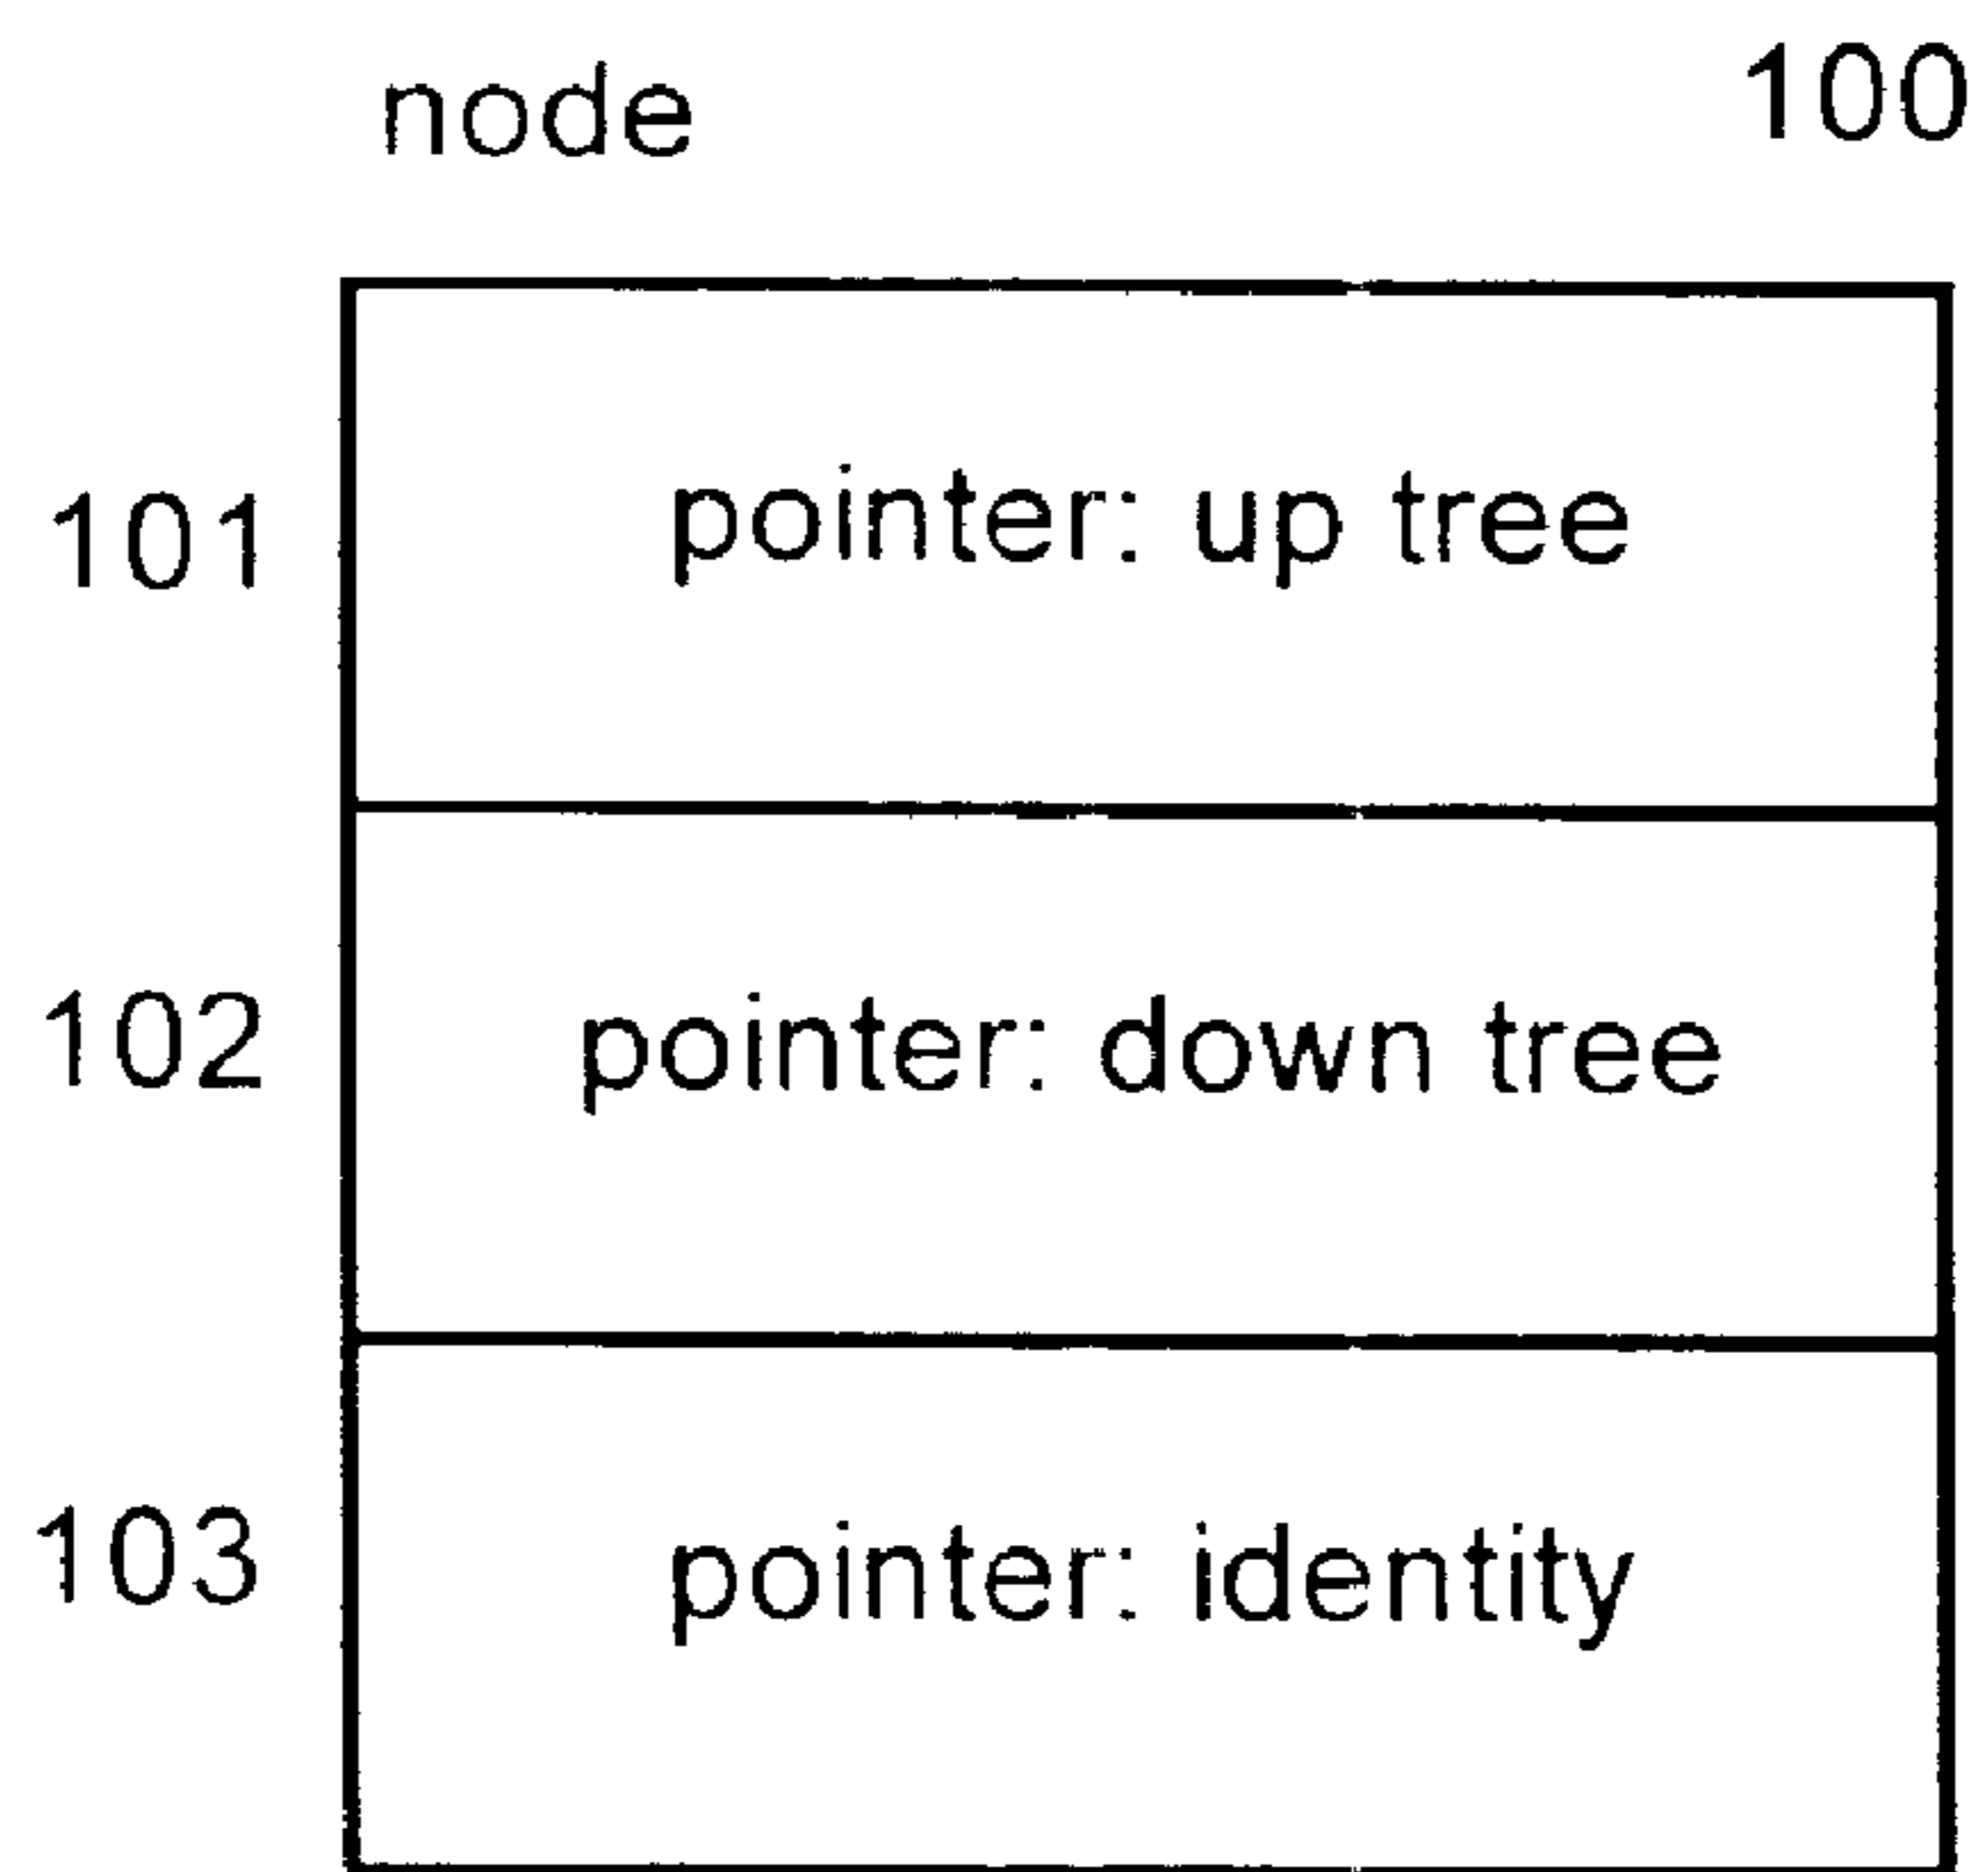 node 100
101 pointer: up tree
102 pointer: down tree
103 pointer: identity